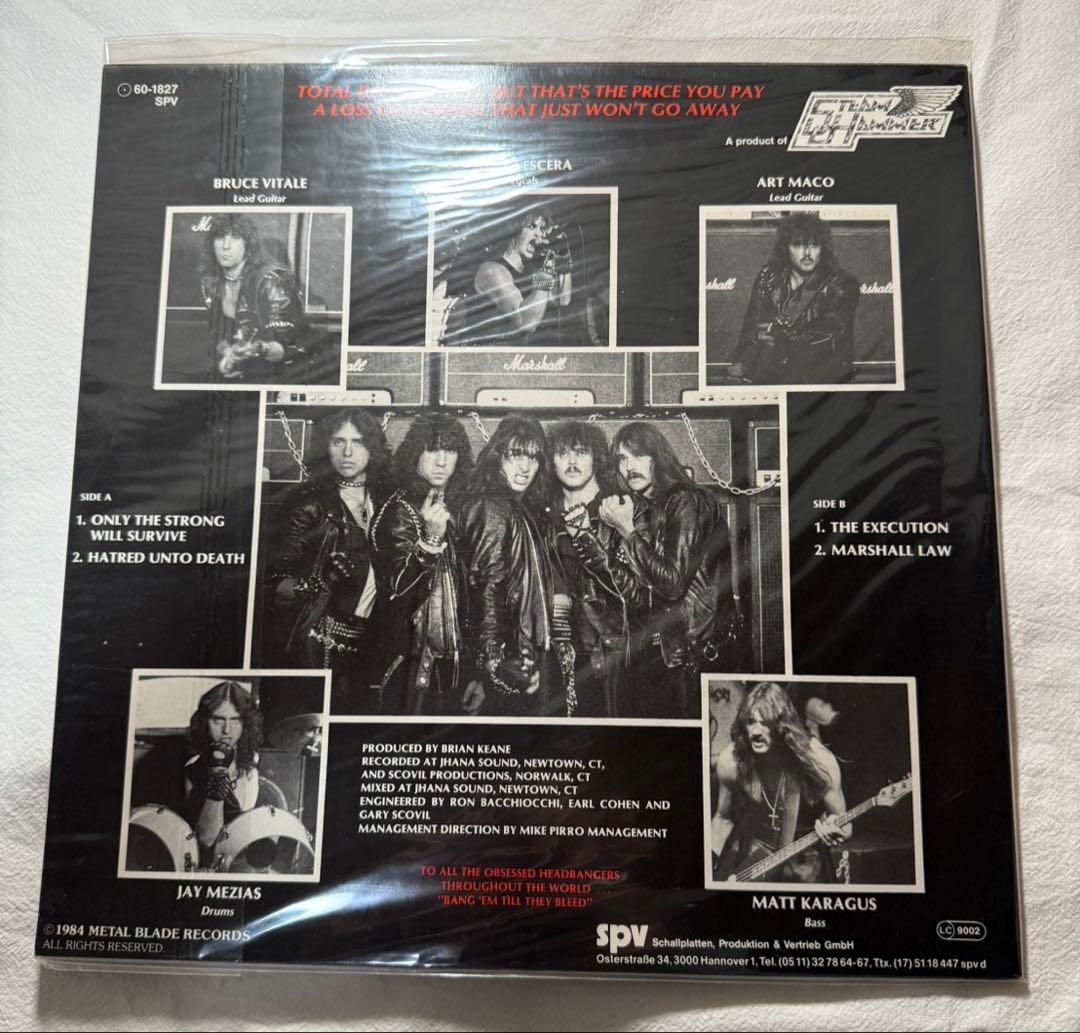 60-1827
SPV
TOTAL BUT THAT'S THE PRICE YOU PAY
A LOSS THAT JUST WON'T GO AWAY
A product of
STEAM
HAMMER
BRUCE VITALE
Lead Guitar
ESCERA
Vocals
ART MACO
Lead Guitar
Marshall
SIDE A
1. ONLY THE STRONG
WILL SURVIVE
2. HATRED UNTO DEATH
SIDE B
1. THE EXECUTION
2. MARSHALL LAW
PRODUCED BY BRIAN KEANE
RECORDED AT JHANA SOUND, NEWTOWN, CT,
AND SCOVIL PRODUCTIONS, NORWALK, CT
MIXED AT JHANA SOUND, NEWTOWN, CT
ENGINEERED BY RON BACCHIOCCHI, EARL COHEN AND
GARY SCOVIL
MANAGEMENT DIRECTION BY MIKE PIRRO MANAGEMENT
TO ALL THE OBSESSED HEADBANGERS
THROUGHOUT THE WORLD . . .
"BANG 'EM TILL THEY BLEED"
JAY MEZIAS
Drums
MATT KARAGUS
Bass
©1984 METAL BLADE RECORDS
ALL RIGHTS RESERVED.
spv Schallplatten, Produktion & Vertrieb GmbH
Osterstraße 34, 3000 Hannover 1, Tel. (05 11) 32 78 64-67, Ttx. (17) 51 18 447 spv d
LC 9002